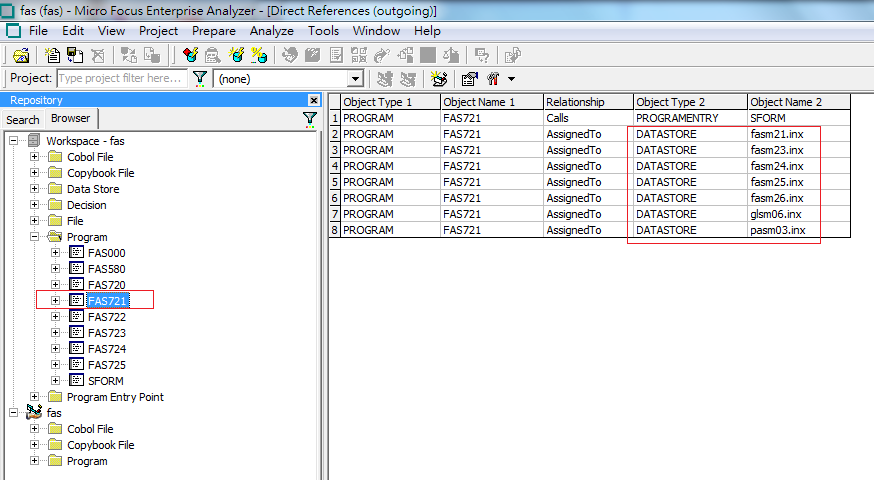 fas (fas) - Micro Focus Enterprise Analyzer - [Direct References (outgoing)]
File Edit View Project Prepare Analyze Tools Window Help
Project: Type project filter here... (none)
Repository
Search Browser
Workspace - fas
Cobol File
Copybook File
Data Store
Decision
File
Program
FAS000
FAS580
FAS720
FAS721
FAS722
FAS723
FAS724
FAS725
SFORM
Program Entry Point
fas
Cobol File
Copybook File
Program
Object Type 1 Object Name 1 Relationship Object Type 2 Object Name 2
1 PROGRAM FAS721 Calls PROGRAMENTRY SFORM
2 PROGRAM FAS721 AssignedTo DATASTORE fasm21.inx
3 PROGRAM FAS721 AssignedTo DATASTORE fasm23.inx
4 PROGRAM FAS721 AssignedTo DATASTORE fasm24.inx
5 PROGRAM FAS721 AssignedTo DATASTORE fasm25.inx
6 PROGRAM FAS721 AssignedTo DATASTORE fasm26.inx
7 PROGRAM FAS721 AssignedTo DATASTORE glsm06.inx
8 PROGRAM FAS721 AssignedTo DATASTORE pasm03.inx